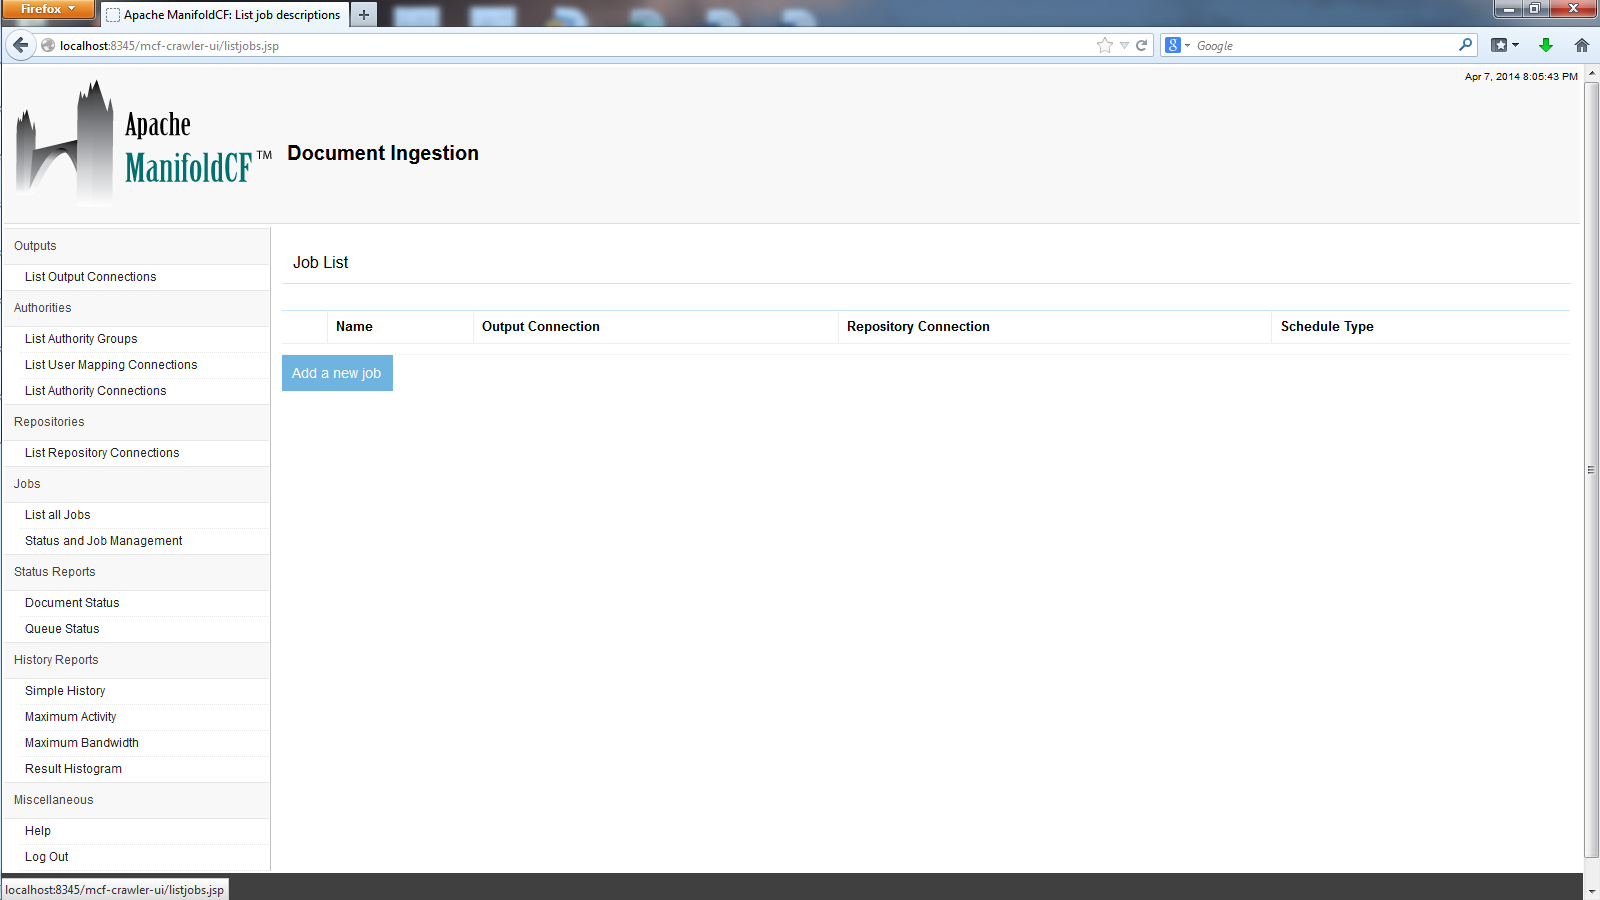 Firefox
Apache ManifoldCF: List job descriptions
localhost:8345/mcf-crawler-ui/listjobs.jsp
Google
Apr 7, 2014 8:05:43 PM
Apache
ManifoldCF™
Document Ingestion
Outputs
List Output Connections
Authorities
List Authority Groups
List User Mapping Connections
List Authority Connections
Repositories
List Repository Connections
Jobs
List all Jobs
Status and Job Management
Status Reports
Document Status
Queue Status
History Reports
Simple History
Maximum Activity
Maximum Bandwidth
Result Histogram
Miscellaneous
Help
Log Out
Job List
Name Output Connection Repository Connection Schedule Type
Add a new job
localhost:8345/mcf-crawler-ui/listjobs.jsp